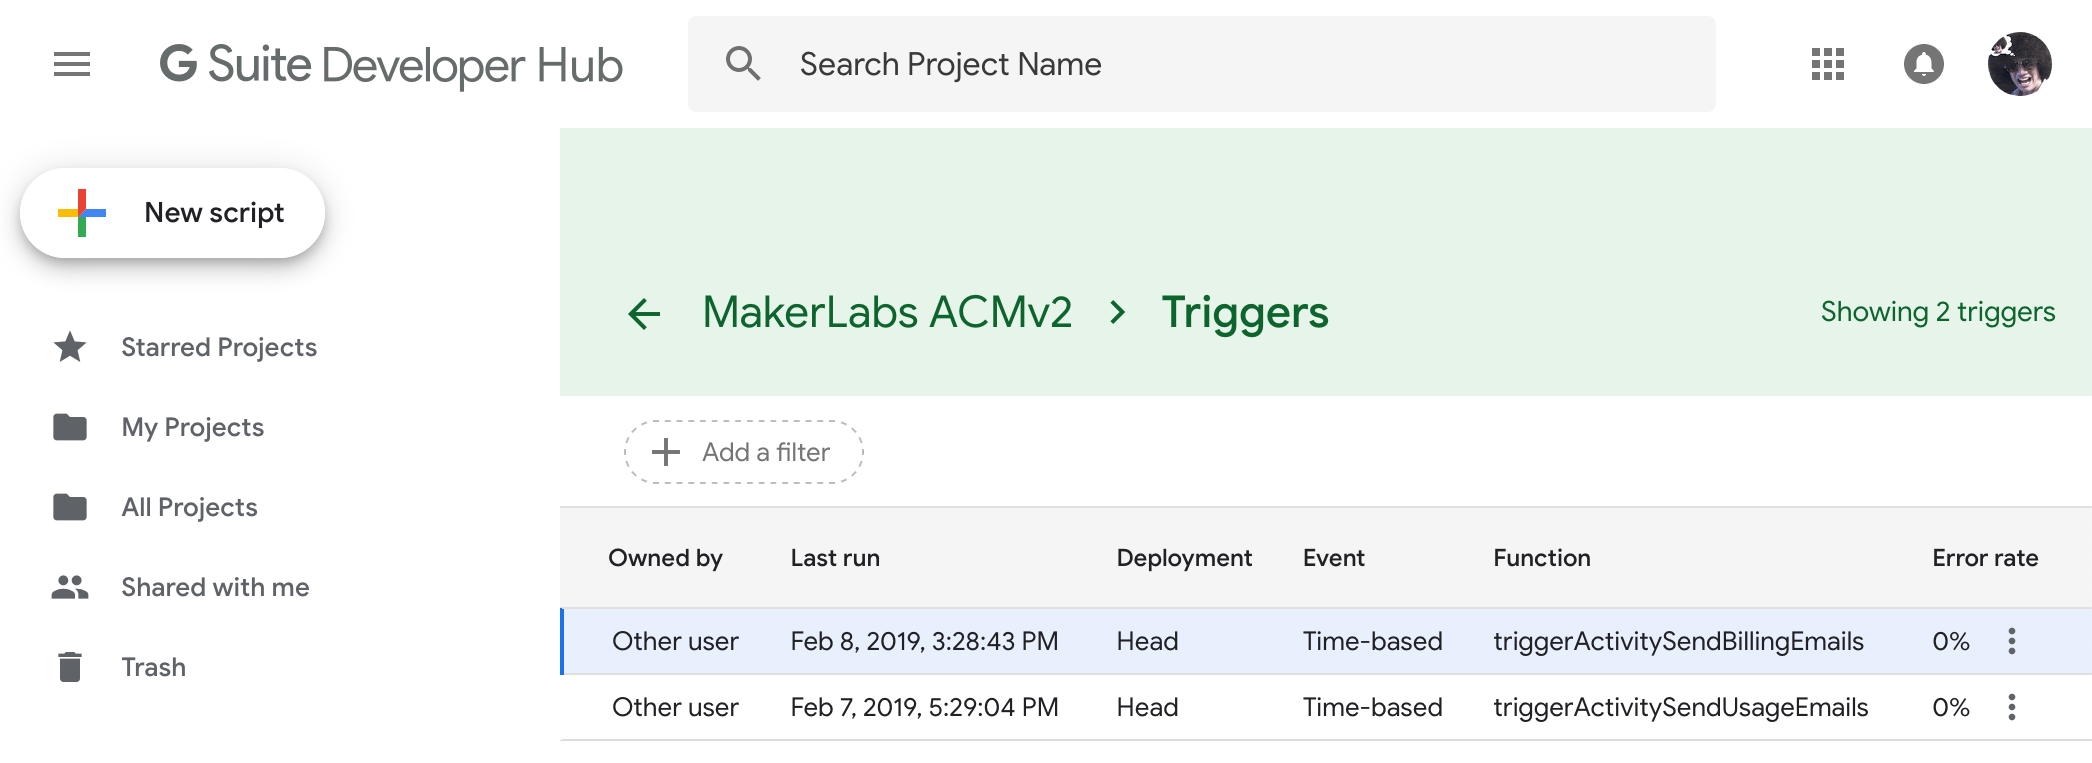 G Suite Developer Hub
Search Project Name
New script
Starred Projects
My Projects
All Projects
Shared with me
Trash
MakerLabs ACMv2 > Triggers
Showing 2 triggers
Add a filter
Owned by Last run Deployment Event Function Error rate
Other user Feb 8, 2019, 3:28:43 PM Head Time-based triggerActivitySendBillingEmails 0%
Other user Feb 7, 2019, 5:29:04 PM Head Time-based triggerActivitySendUsageEmails 0%